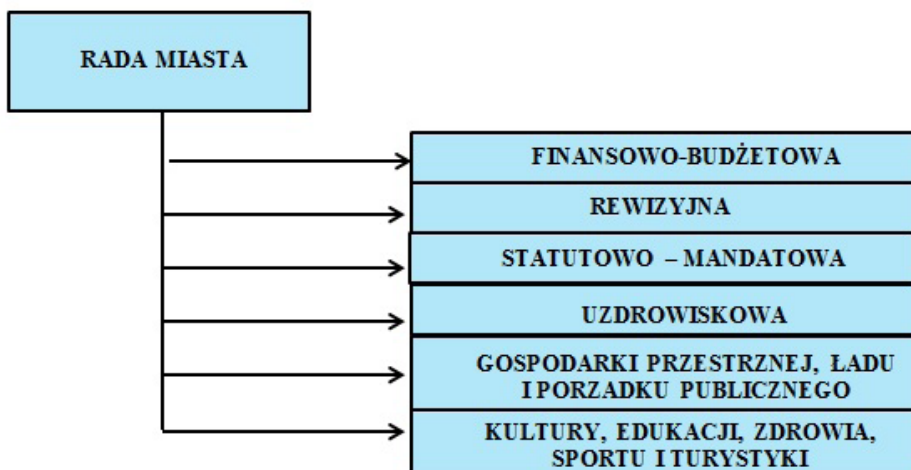 RADA MIASTA
FINANSOWO-BUDŻETOWA
REWIZYJNA
STATUTOWO – MANDATOWA
UZDROWISKOWA
GOSPODARKI PRZESTRZNEJ, ŁADU
I PORZADKU PUBLICZNEGO
KULTURY, EDUKACJI, ZDROWIA,
SPORTU I TURYSTYKI